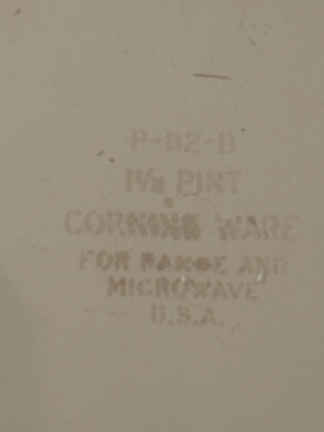 P-82-B
1½ PINT
CORNING WARE
FOR RANGE AND
MICROWAVE
U.S.A.